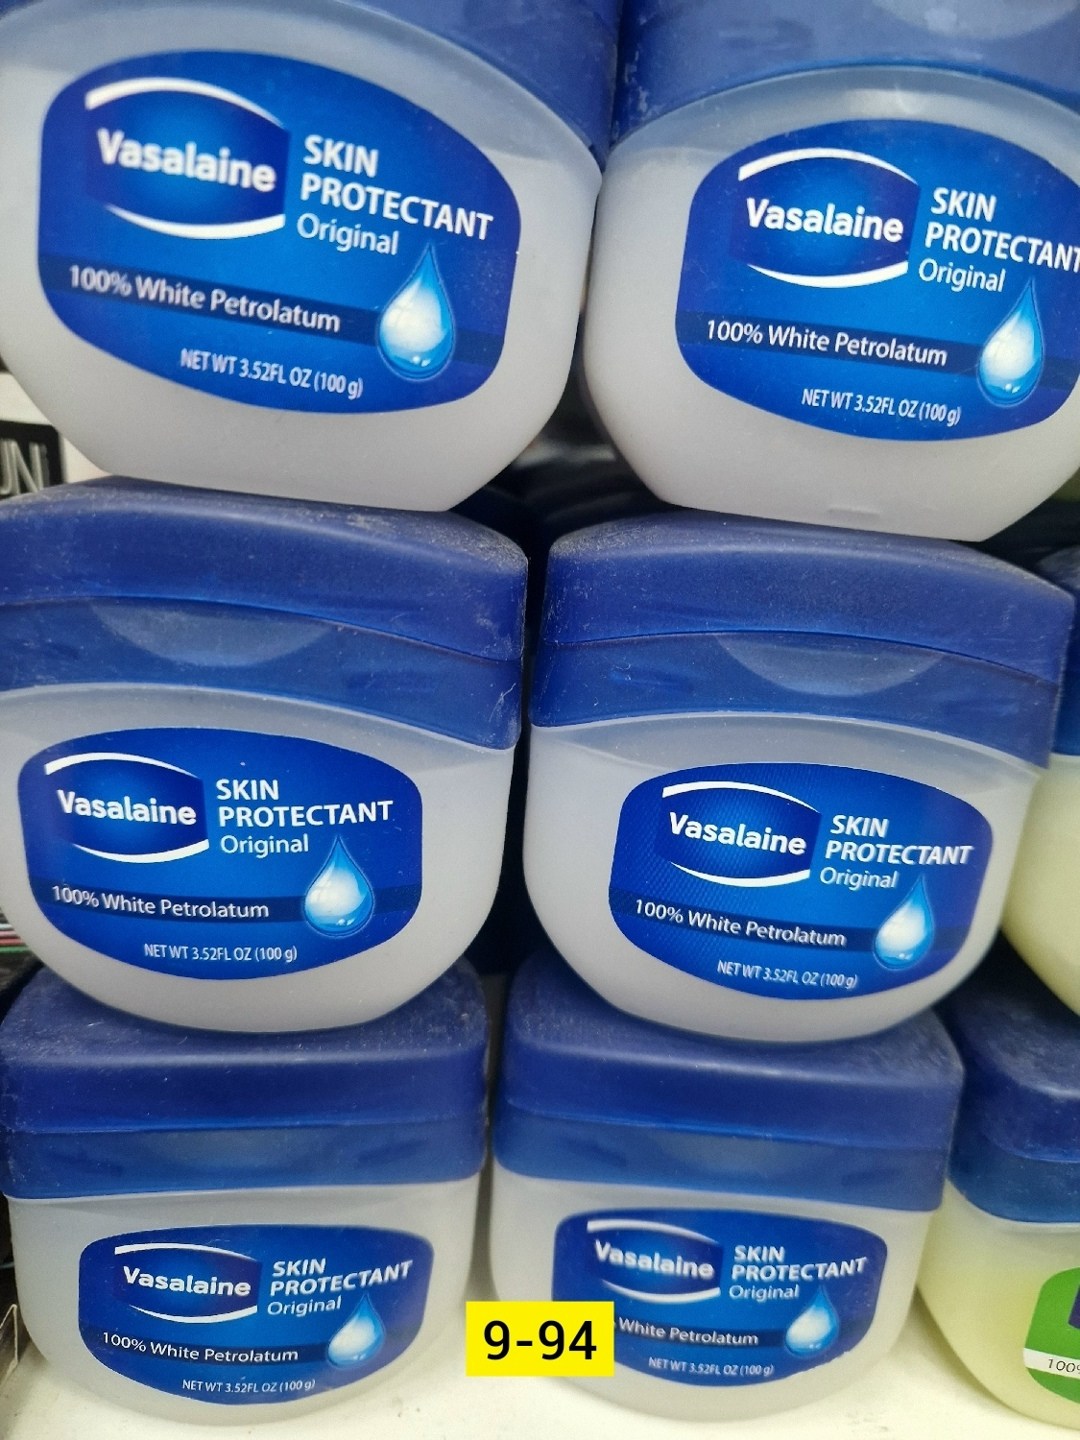 Vasalaine
SKIN
PROTECTANT
Original
100% White Petrolatum
NET WT 3.52FL OZ (100 g)
Vasalaine
SKIN
PROTECTANT
Original
100% White Petrolatum
NET WT 3.52FL OZ (100 g)
UN
Vasalaine
SKIN
PROTECTANT
Original
100% White Petrolatum
NET WT 3.52FL OZ (100 g)
Vasalaine
SKIN
PROTECTANT
Original
100% White Petrolatum
NET WT 3.52FL OZ (100 g)
Vasalaine
SKIN
PROTECTANT
Original
100% White Petrolatum
NET WT 3.52FL OZ (100 g)
Vasalaine
SKIN
PROTECTANT
Original
White Petrolatum
NET WT 3.52FL OZ (100 g)
9-94
100%